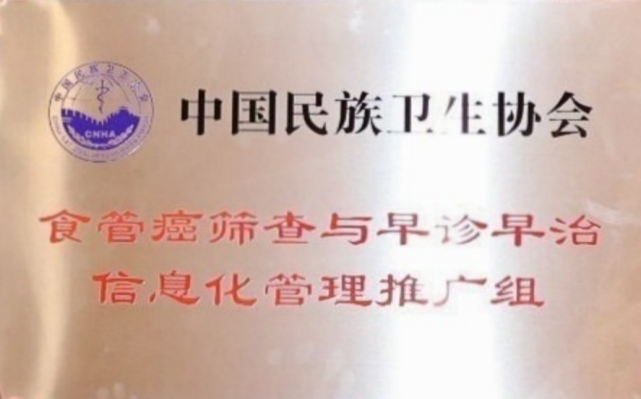 中国民族卫生协会
CNHA
食管癌筛查与早诊早治
信息化管理推广组